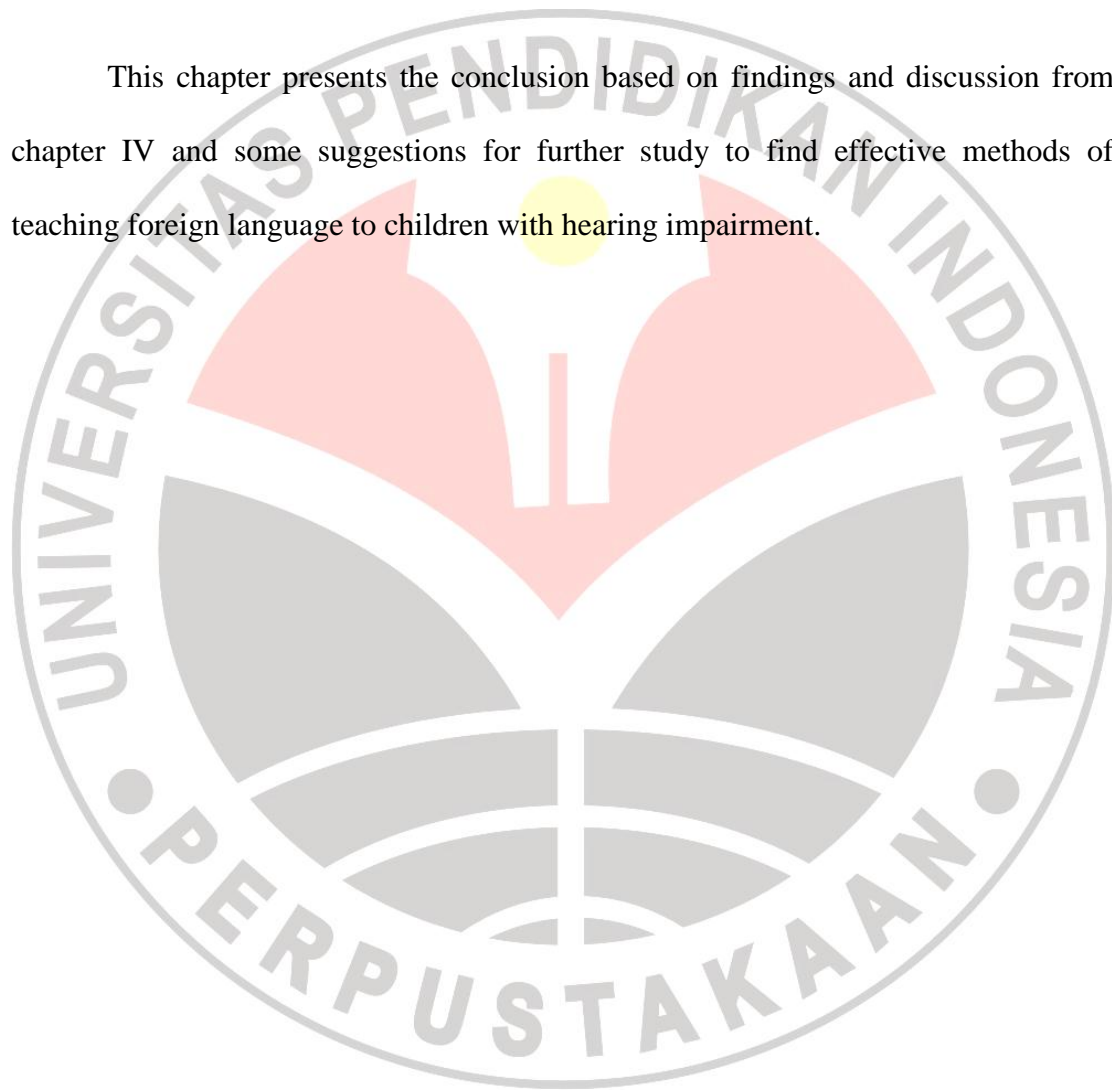 This chapter presents the conclusion based on findings and discussion from
chapter IV and some suggestions for further study to find effective methods of
teaching foreign language to children with hearing impairment.
UNIVERSITAS PENDIDIKAN INDONESIA
PERPUSTAKAAN